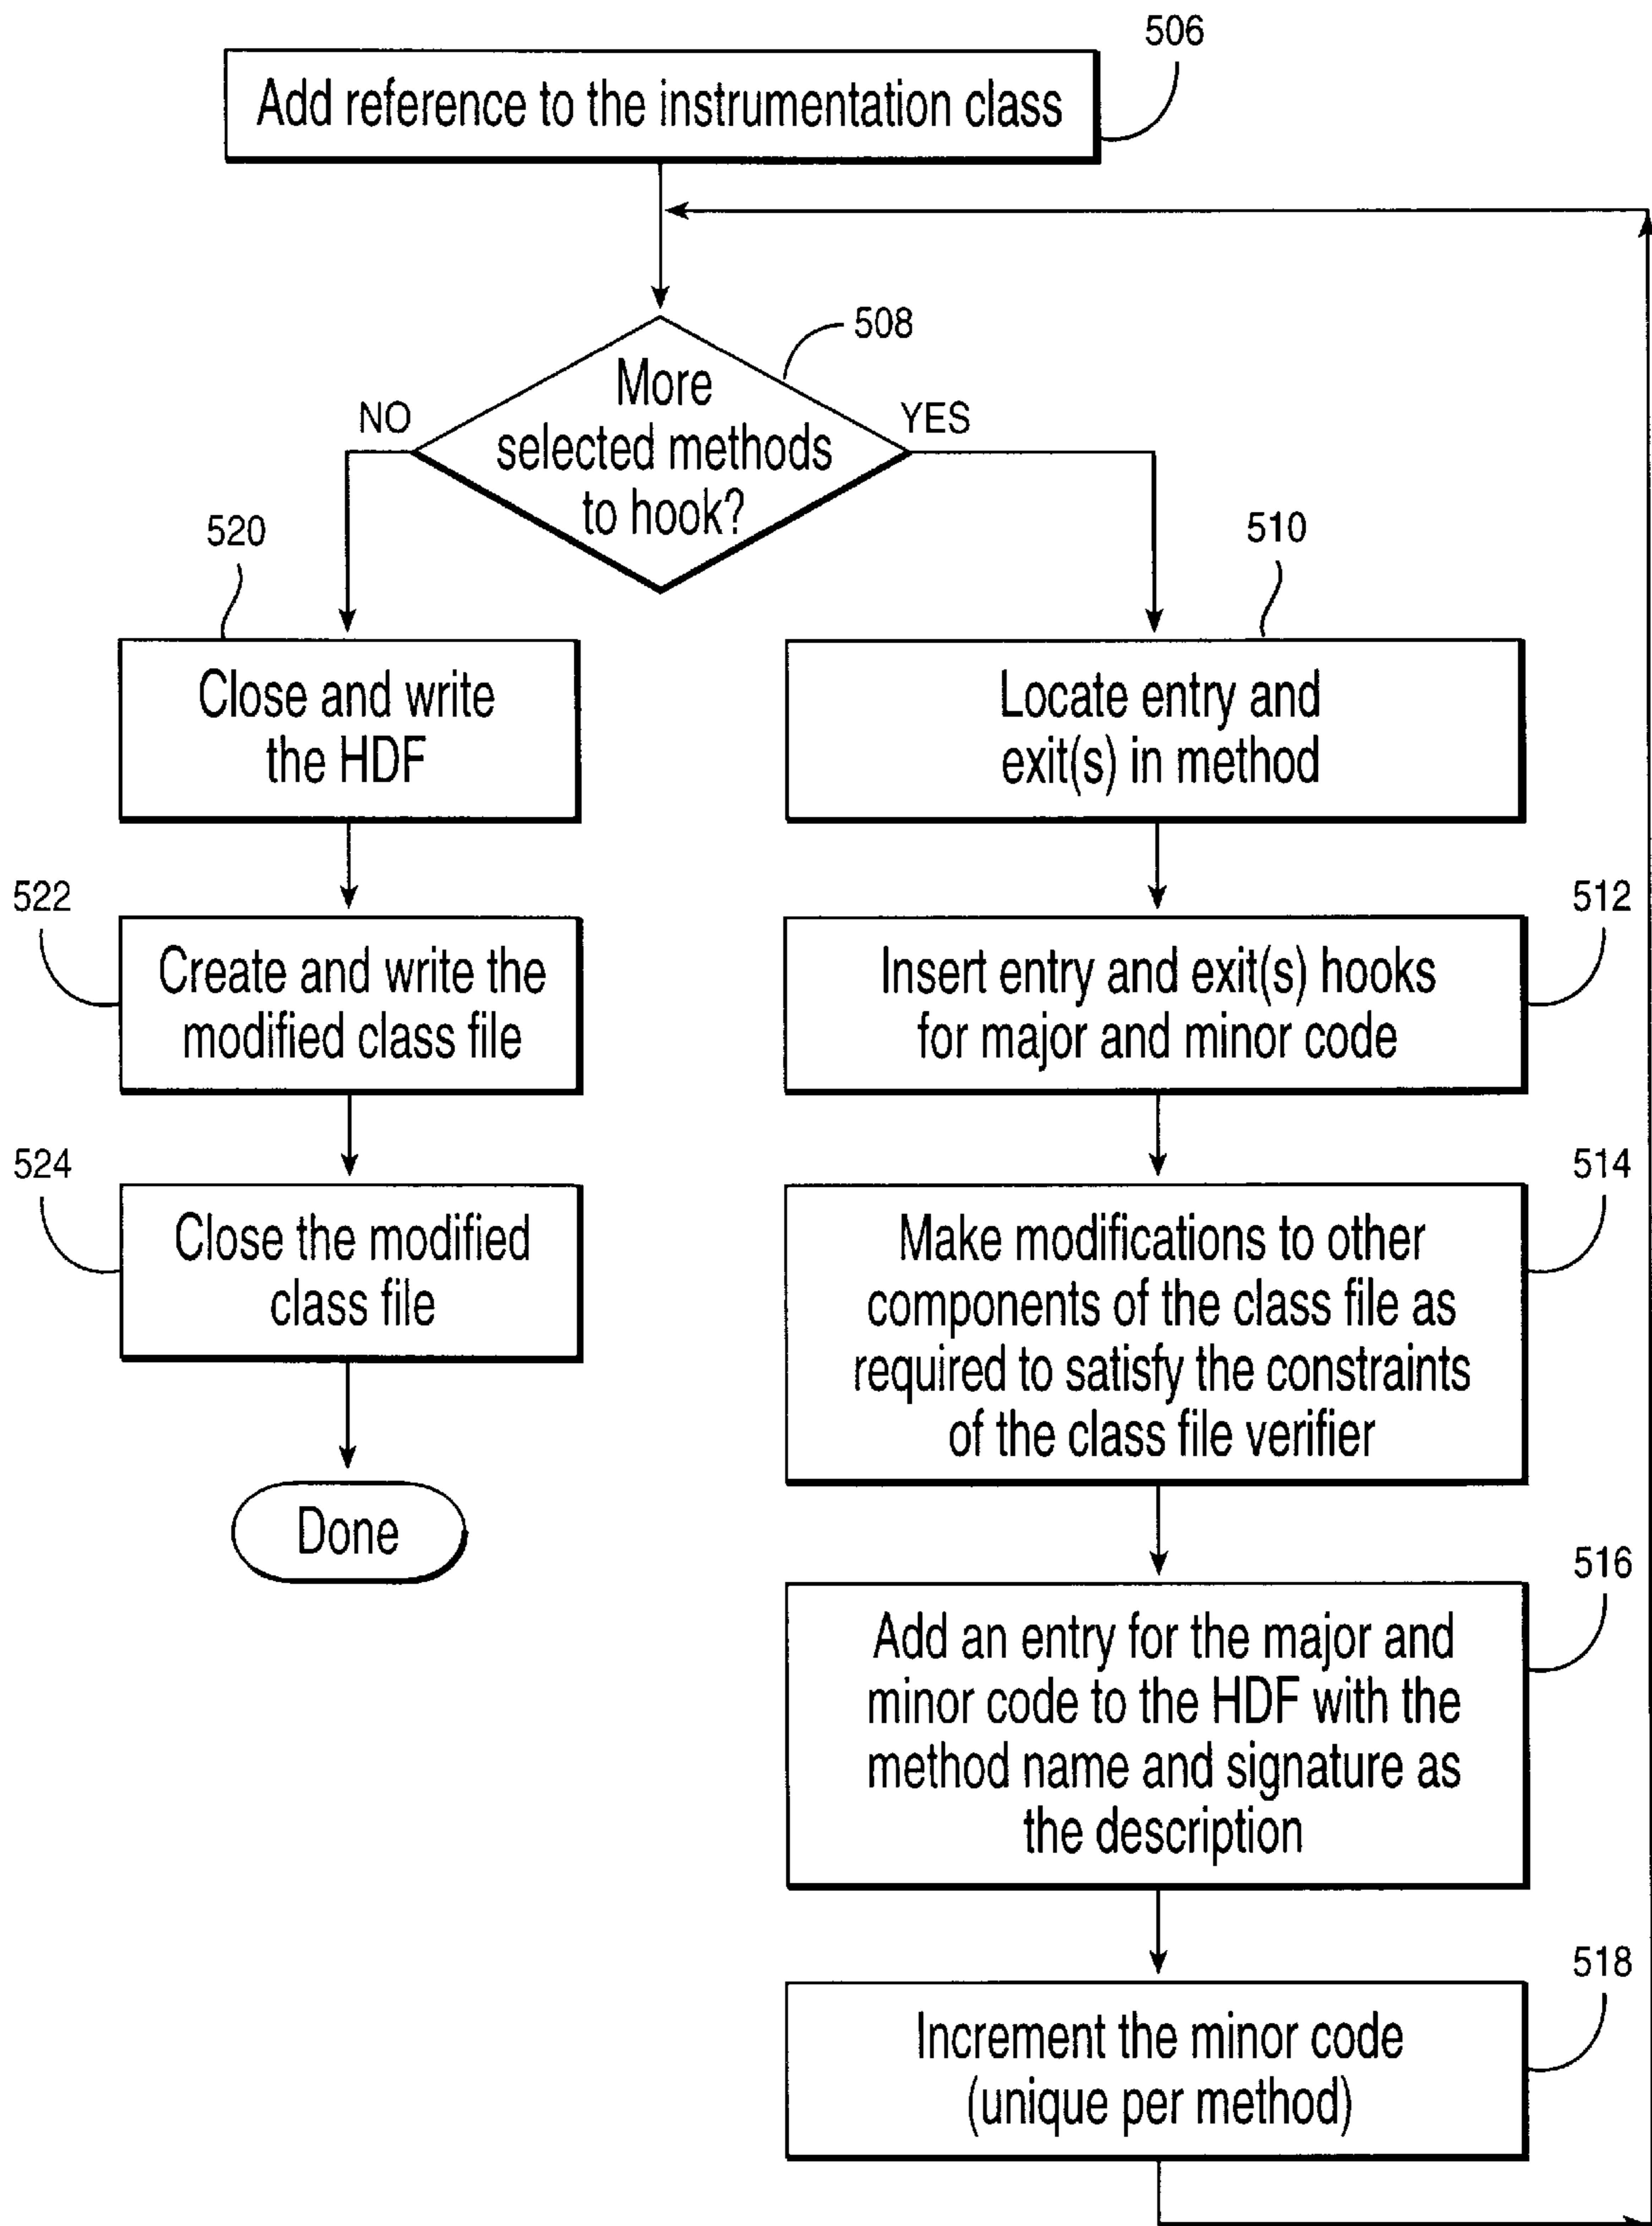 506
Add reference to the instrumentation class
508
More
selected methods
to hook?
NO
YES
520
Close and write
the HDF
522
Create and write the
modified class file
524
Close the modified
class file
Done
510
Locate entry and
exit(s) in method
512
Insert entry and exit(s) hooks
for major and minor code
514
Make modifications to other
components of the class file as
required to satisfy the constraints
of the class file verifier
516
Add an entry for the major and
minor code to the HDF with the
method name and signature as
the description
518
Increment the minor code
(unique per method)